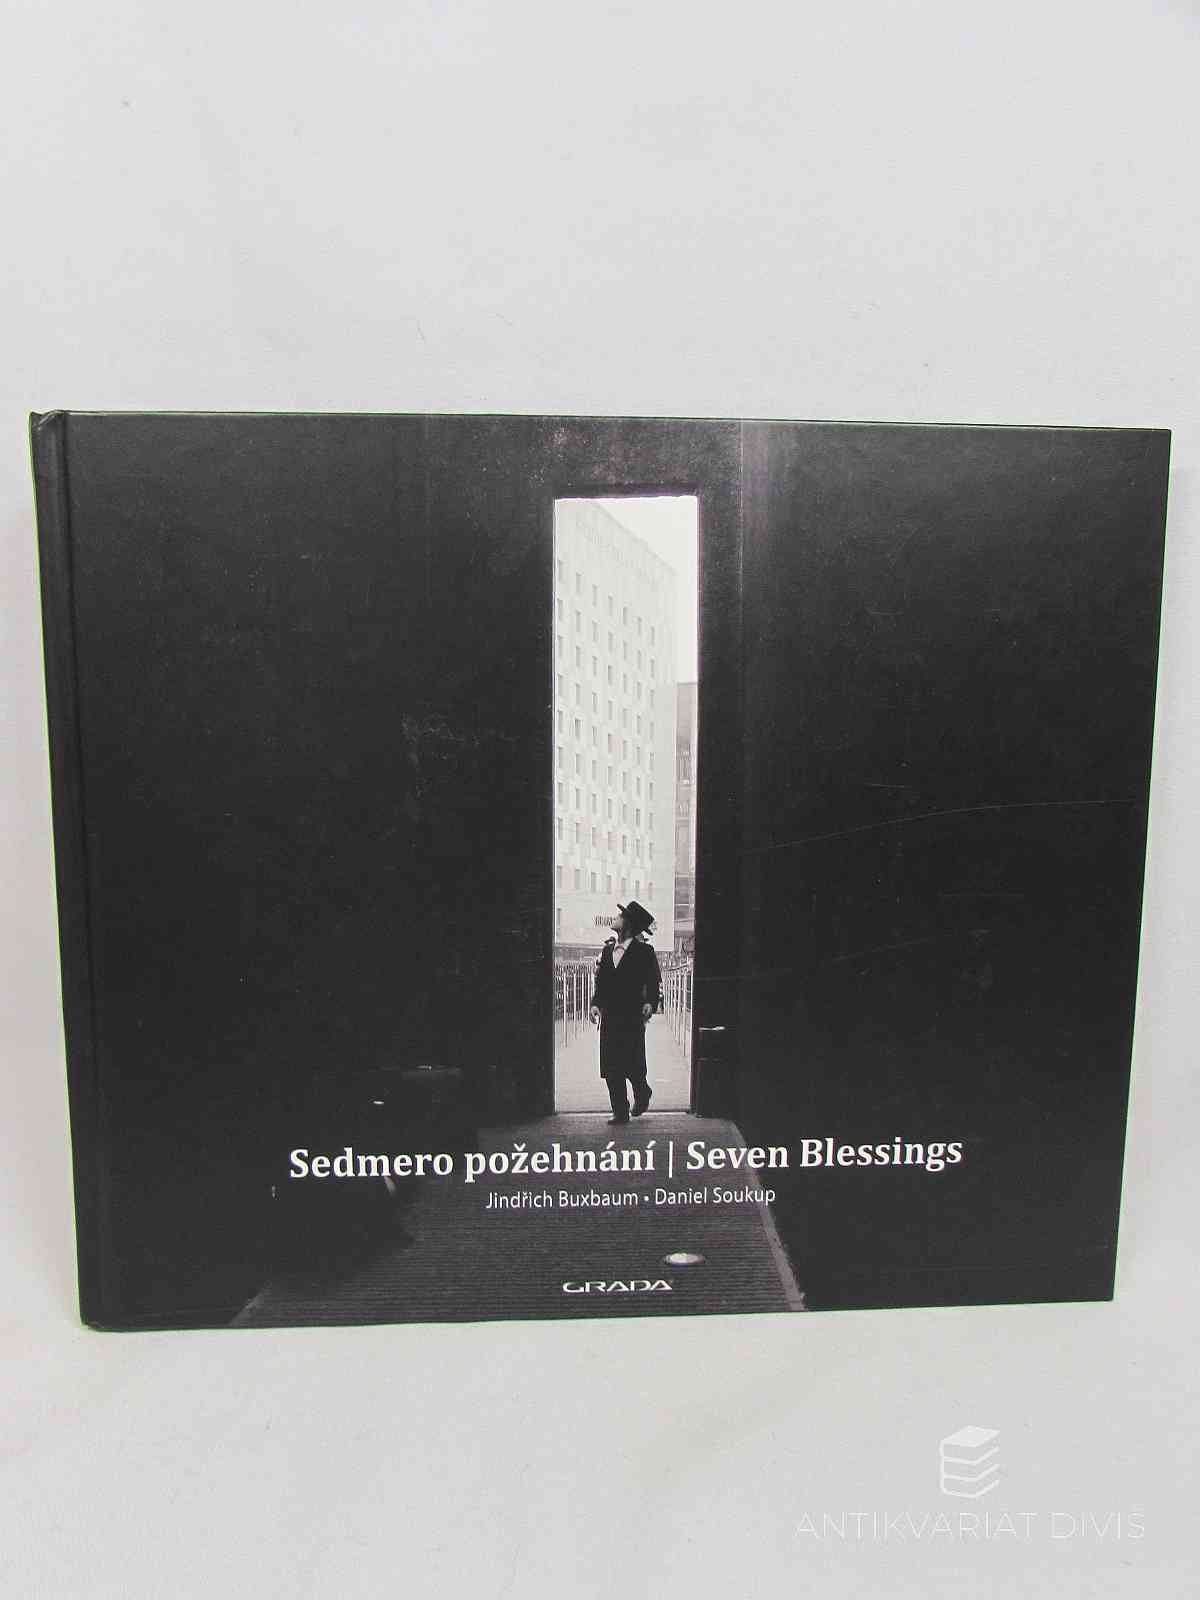 Sedmero požehnání | Seven Blessings
Jindřich Buxbaum • Daniel Soukup
GRADA
ANTIKVARIÁT DIVIŠ